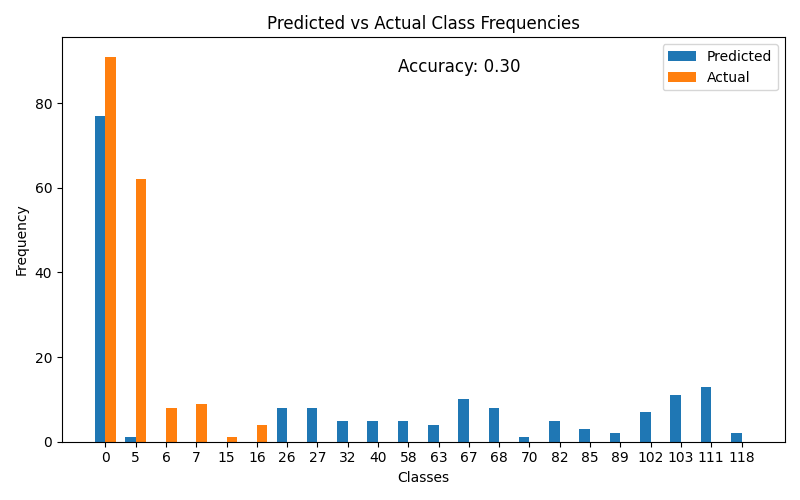 Predicted vs Actual Class Frequencies
Accuracy: 0.30
Predicted
Actual
Frequency
80
60
40
20
0
0 5 6 7 15 16 26 27 32 40 58 63 67 68 70 82 85 89 102 103 111 118
Classes